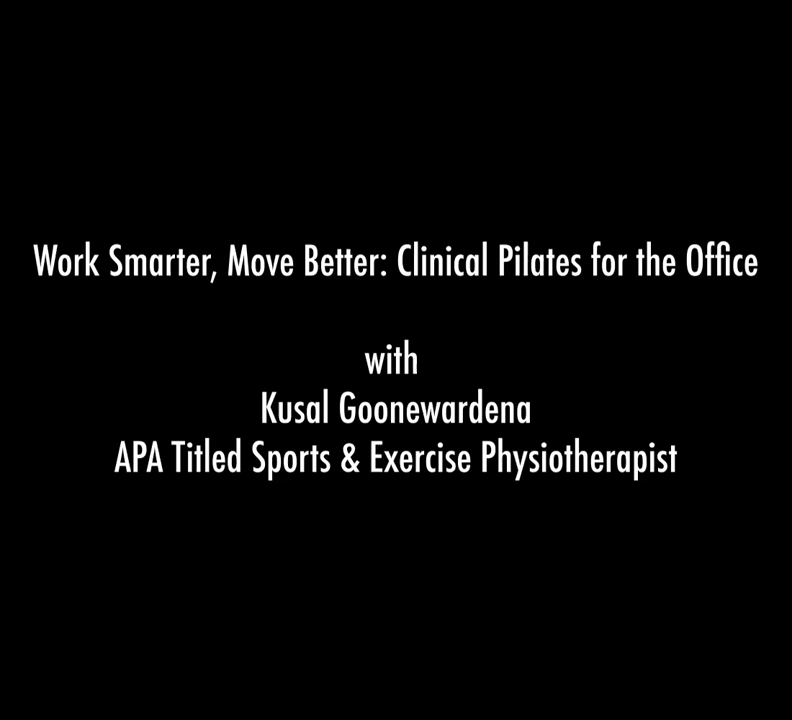 Work Smarter, Move Better: Clinical Pilates for the Office
with
Kusal Goonewardena
APA Titled Sports & Exercise Physiotherapist